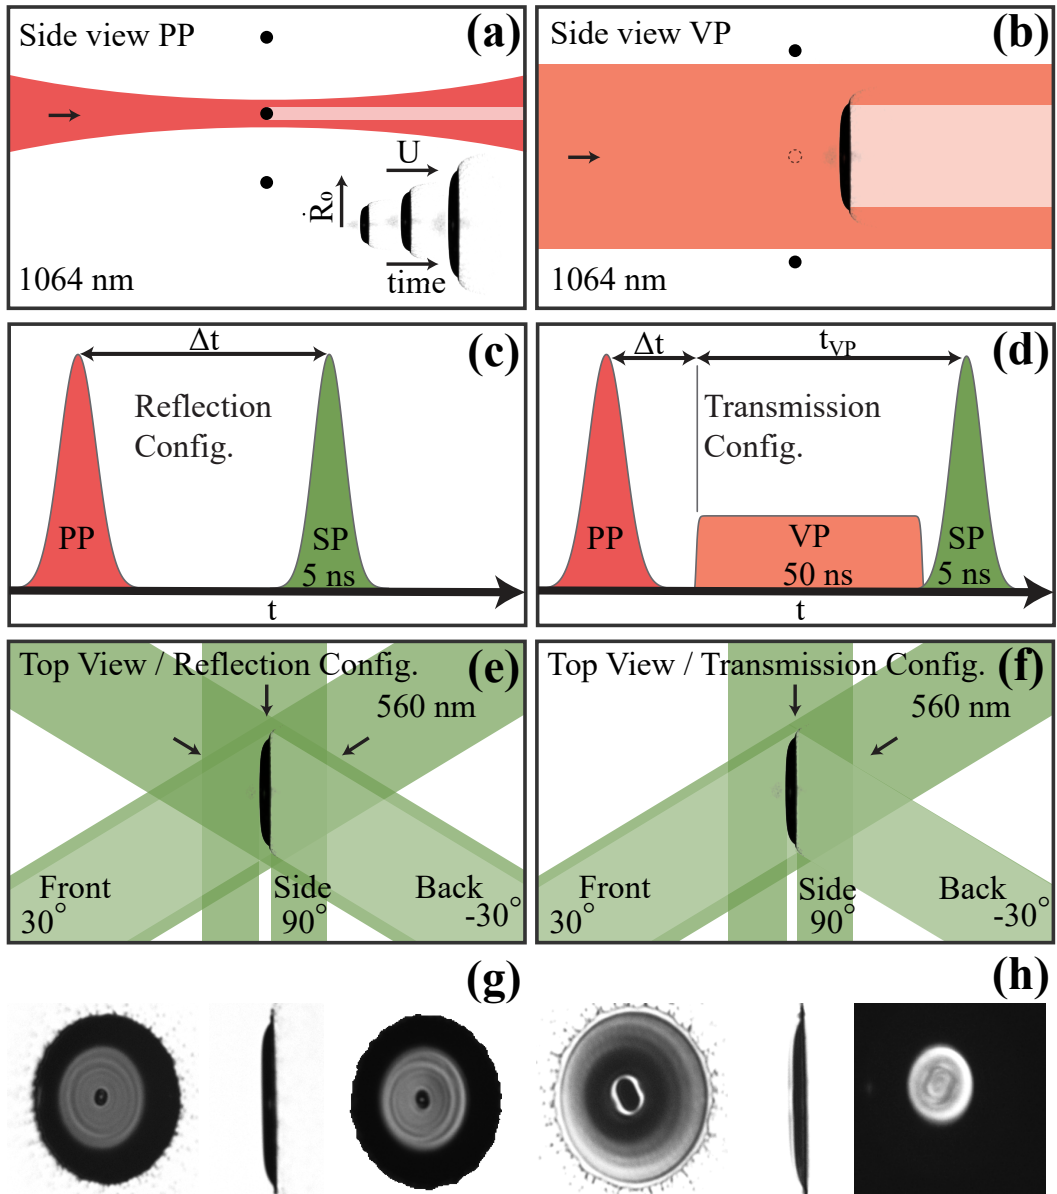 Side view PP
(a)
U
Ṙ₀
time
1064 nm
Side view VP
(b)
1064 nm
(c)
Δt
Reflection
Config.
PP
SP
5 ns
t
(d)
Δt
t_VP
Transmission
Config.
PP
VP
50 ns
SP
5 ns
t
Top View / Reflection Config.
(e)
560 nm
Front
30°
Side
90°
Back
-30°
Top View / Transmission Config.
(f)
560 nm
Front
30°
Side
90°
Back
-30°
(g)
(h)